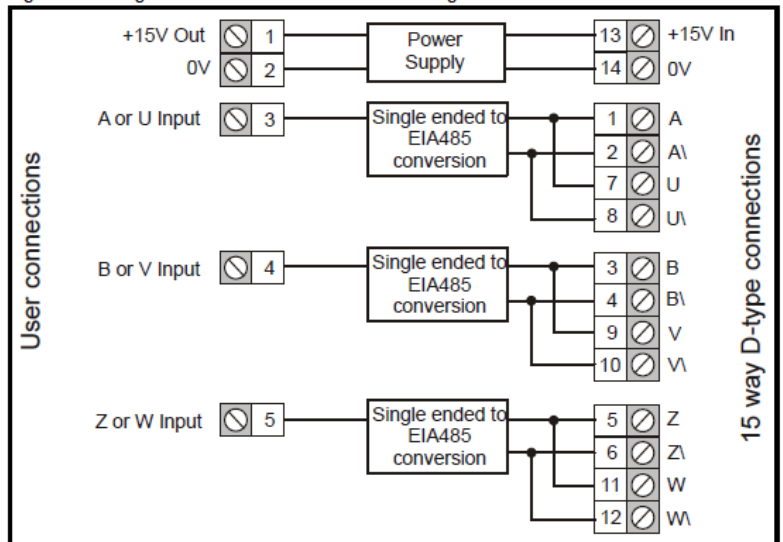 +15V Out 1 Power Supply 13 +15V In
0V 2 14 0V
A or U Input 3 Single ended to EIA485 conversion 1 A
2 A\
7 U
8 U\
B or V Input 4 Single ended to EIA485 conversion 3 B
4 B\
9 V
10 V\
Z or W Input 5 Single ended to EIA485 conversion 5 Z
6 Z\
11 W
12 W\
User connections
15 way D-type connections